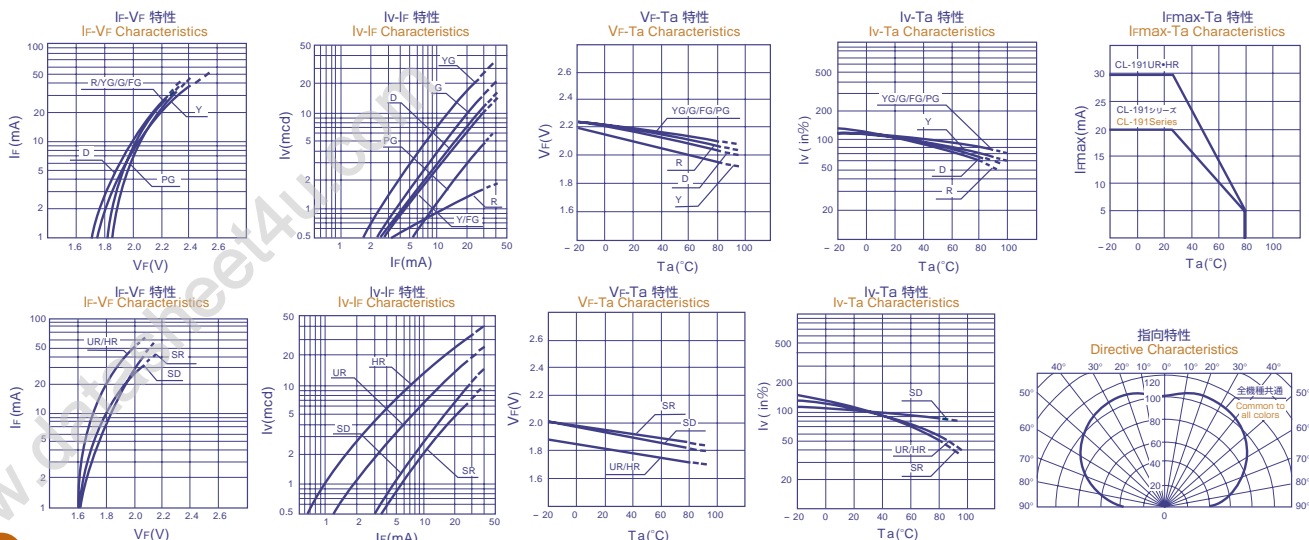 IF-VF 特性
IF-VF Characteristics
100
50
10
5
2
1
IF (mA)
R/YG/G/FG
Y
D
PG
1.6 1.8 2.0 2.2 2.4 2.6
VF(V)
Iv-IF 特性
Iv-IF Characteristics
50
20
10
5
2
1
0.5
Iv(mcd)
YG
D
G
PG
R
Y/FG
1 2 5 10 20 50
IF(mA)
VF-Ta 特性
VF-Ta Characteristics
2.6
2.4
2.2
2.0
1.8
1.6
VF(V)
YG/G/FG/PG
R
D
Y
－20 0 20 40 60 80 100
Ta(°C)
Iv-Ta 特性
Iv-Ta Characteristics
500
200
100
50
20
Iv ( in%)
YG/G/FG/PG
Y
D
R
－20 0 20 40 60 80 100
Ta(°C)
IFmax-Ta 特性
IFmax-Ta Characteristics
30
25
20
15
10
5
IFmax(mA)
CL-191UR•HR
CL-191シリーズ
CL-191Series
－20 0 20 40 60 80 100
Ta(°C)
IF-VF 特性
IF-VF Characteristics
100
50
20
10
5
2
1
IF (mA)
UR/HR
SR
SD
1.6 1.8 2.0 2.2 2.4 2.6
VF(V)
Iv-IF 特性
Iv-IF Characteristics
50
20
10
5
2
1
0.5
Iv(mcd)
HR
UR
SD
SR
1 2 5 10 20 50
IF(mA)
VF-Ta 特性
VF-Ta Characteristics
2.6
2.4
2.2
2.0
1.8
1.6
VF(V)
SR
SD
UR/HR
－20 0 20 40 60 80 100
Ta(°C)
Iv-Ta 特性
Iv-Ta Characteristics
500
200
100
50
20
Iv ( in%)
SD
UR/HR
SR
－20 0 20 40 60 80 100
Ta(°C)
指向特性
Directive Characteristics
40° 30° 20° 10° 0 10° 20° 30° 40°
50° 50°
60° 60°
70° 70°
80° 80°
90° 90°
120
100
80
60
40
20
0
全機種共通
Common to
all colors
w.datasheet4u.com